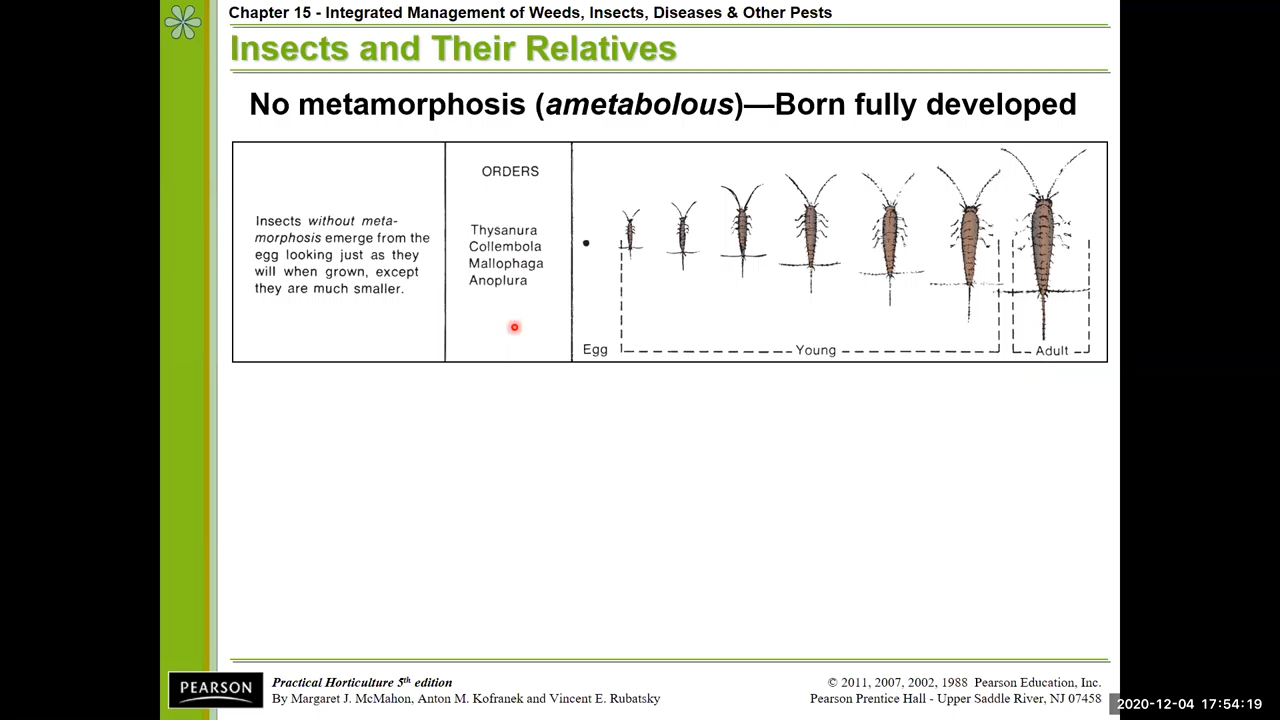 Chapter 15 - Integrated Management of Weeds, Insects, Diseases & Other Pests
Insects and Their Relatives
No metamorphosis (ametabolous)—Born fully developed
Insects without meta-
morphosis emerge from the
egg looking just as they
will when grown, except
they are much smaller.
ORDERS
Thysanura
Collembola
Mallophaga
Anoplura
Egg
Young
Adult
PEARSON
Practical Horticulture 5th edition
By Margaret J. McMahon, Anton M. Kofranek and Vincent E. Rubatsky
© 2011, 2007, 2002, 1988 Pearson Education, Inc.
Pearson Prentice Hall - Upper Saddle River, NJ 07458
2020-12-04 17:54:19